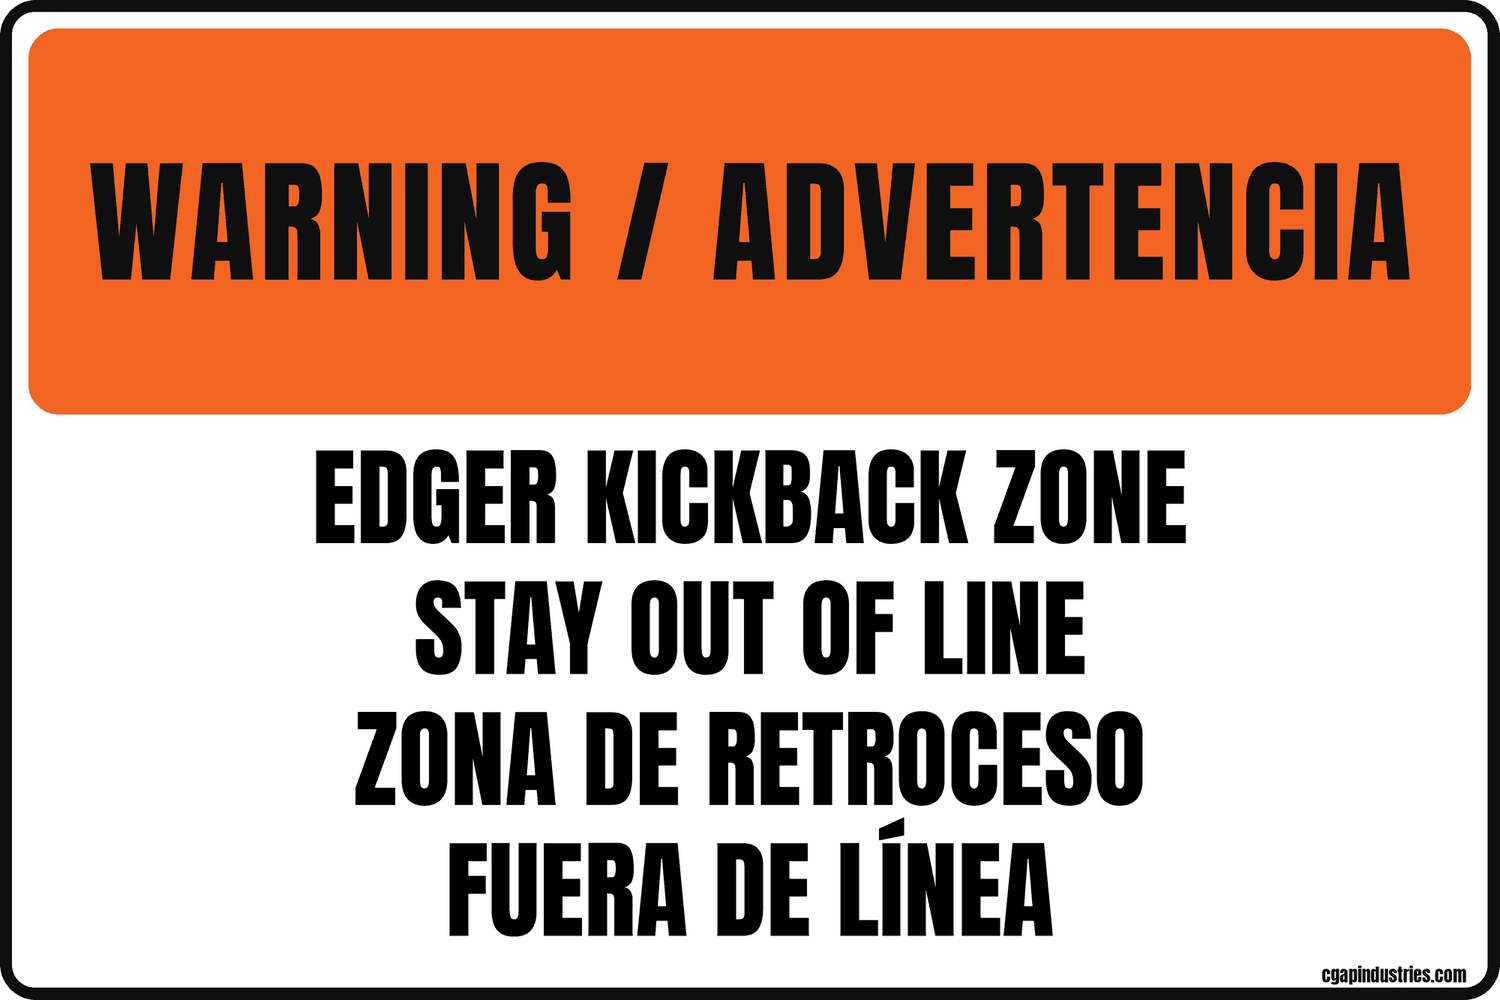 WARNING / ADVERTENCIA
EDGER KICKBACK ZONE
STAY OUT OF LINE
ZONA DE RETROCESO
FUERA DE LÍNEA
cgapindustries.com